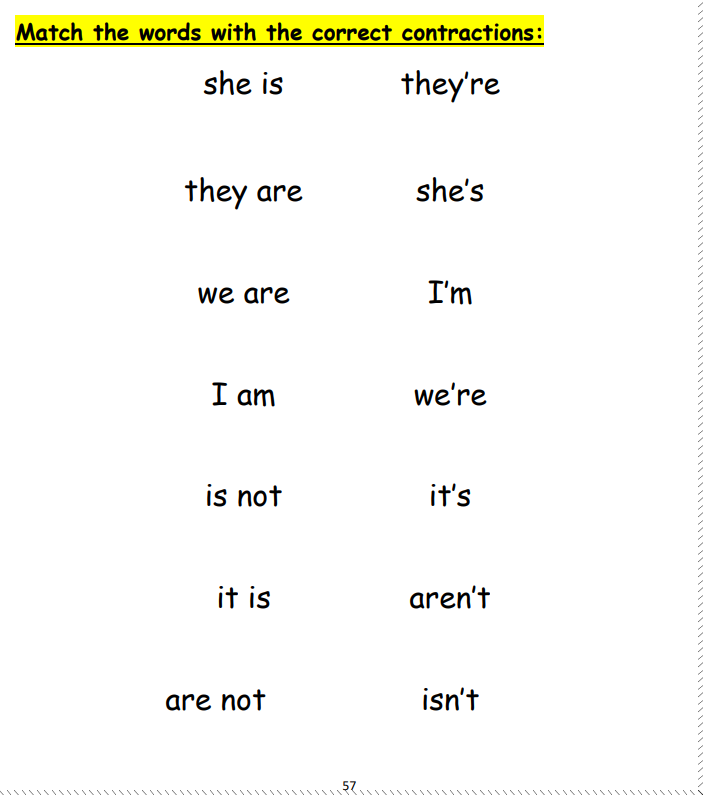 Match the words with the correct contractions:
she is they’re
they are she’s
we are I’m
I am we’re
is not it’s
it is aren’t
are not isn’t
57